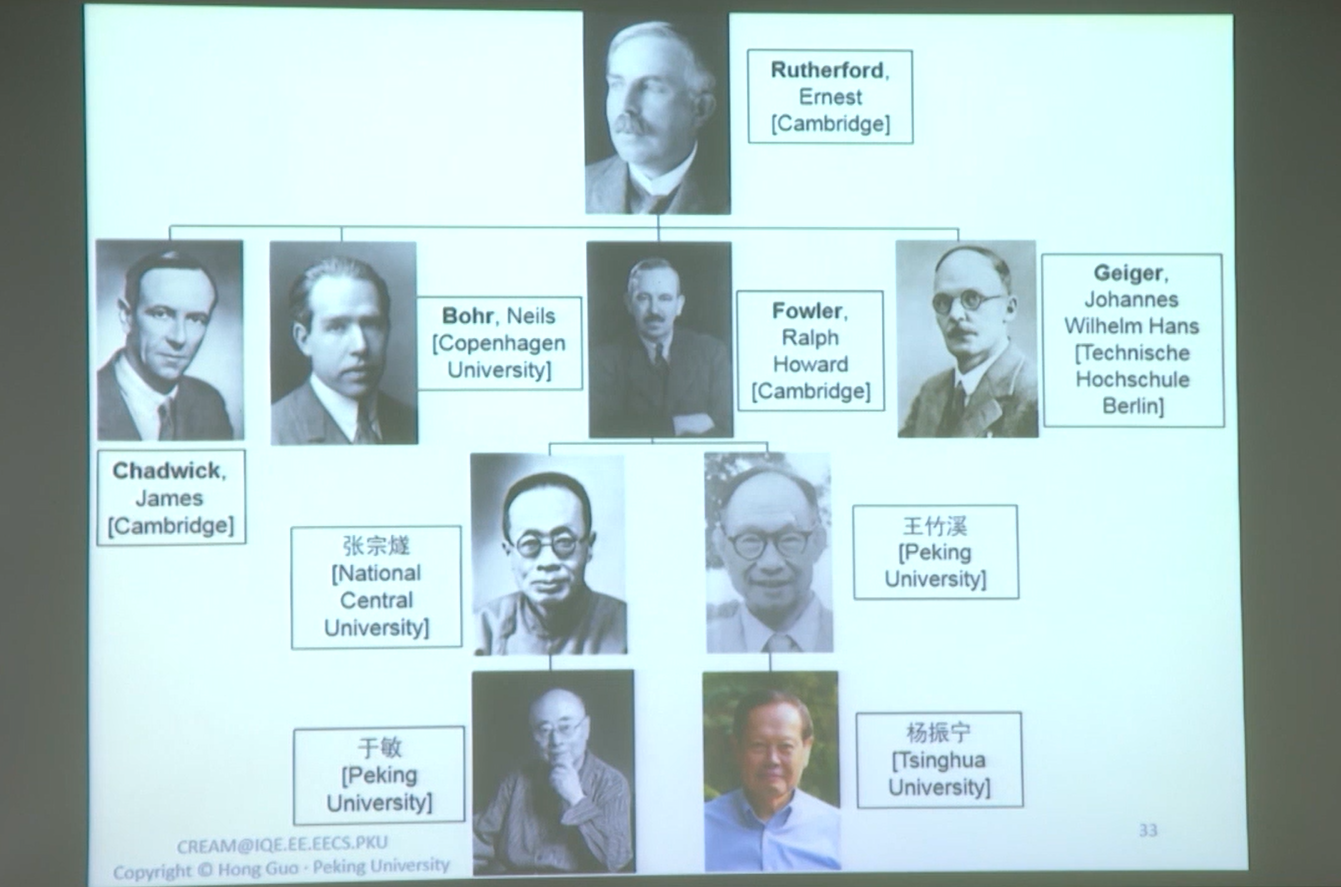 Rutherford,
Ernest
[Cambridge]
Bohr, Neils
[Copenhagen
University]
Fowler,
Ralph
Howard
[Cambridge]
Geiger,
Johannes
Wilhelm Hans
[Technische
Hochschule
Berlin]
Chadwick,
James
[Cambridge]
张宗燧
[National
Central
University]
王竹溪
[Peking
University]
于敏
[Peking
University]
杨振宁
[Tsinghua
University]
CREAM@IQE.EE.EECS.PKU
Copyright © Hong Guo · Peking University
33